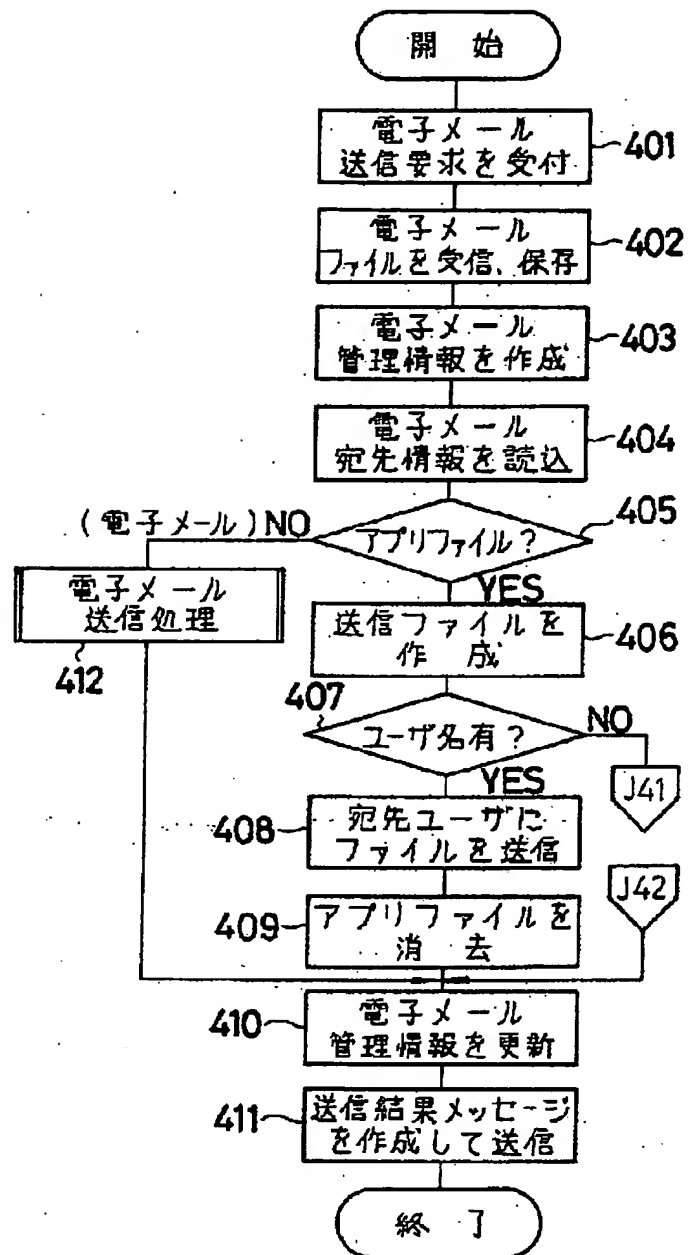 開 始
電子メール
送信要求を受付
401
電子メール
ファイルを受信、保存
402
電子メール
管理情報を作成
403
電子メール
宛先情報を読込
404
(電子メール) NO
アプリファイル?
405
YES
電子メール
送信処理
412
送信ファイルを
作 成
406
407
ユーザ名有?
NO
YES
J41
408
宛先ユーザに
ファイルを送信
J42
409
アプリファイルを
消 去
410
電子メール
管理情報を更新
411
送信結果メッセージ
を作成して送信
終 了